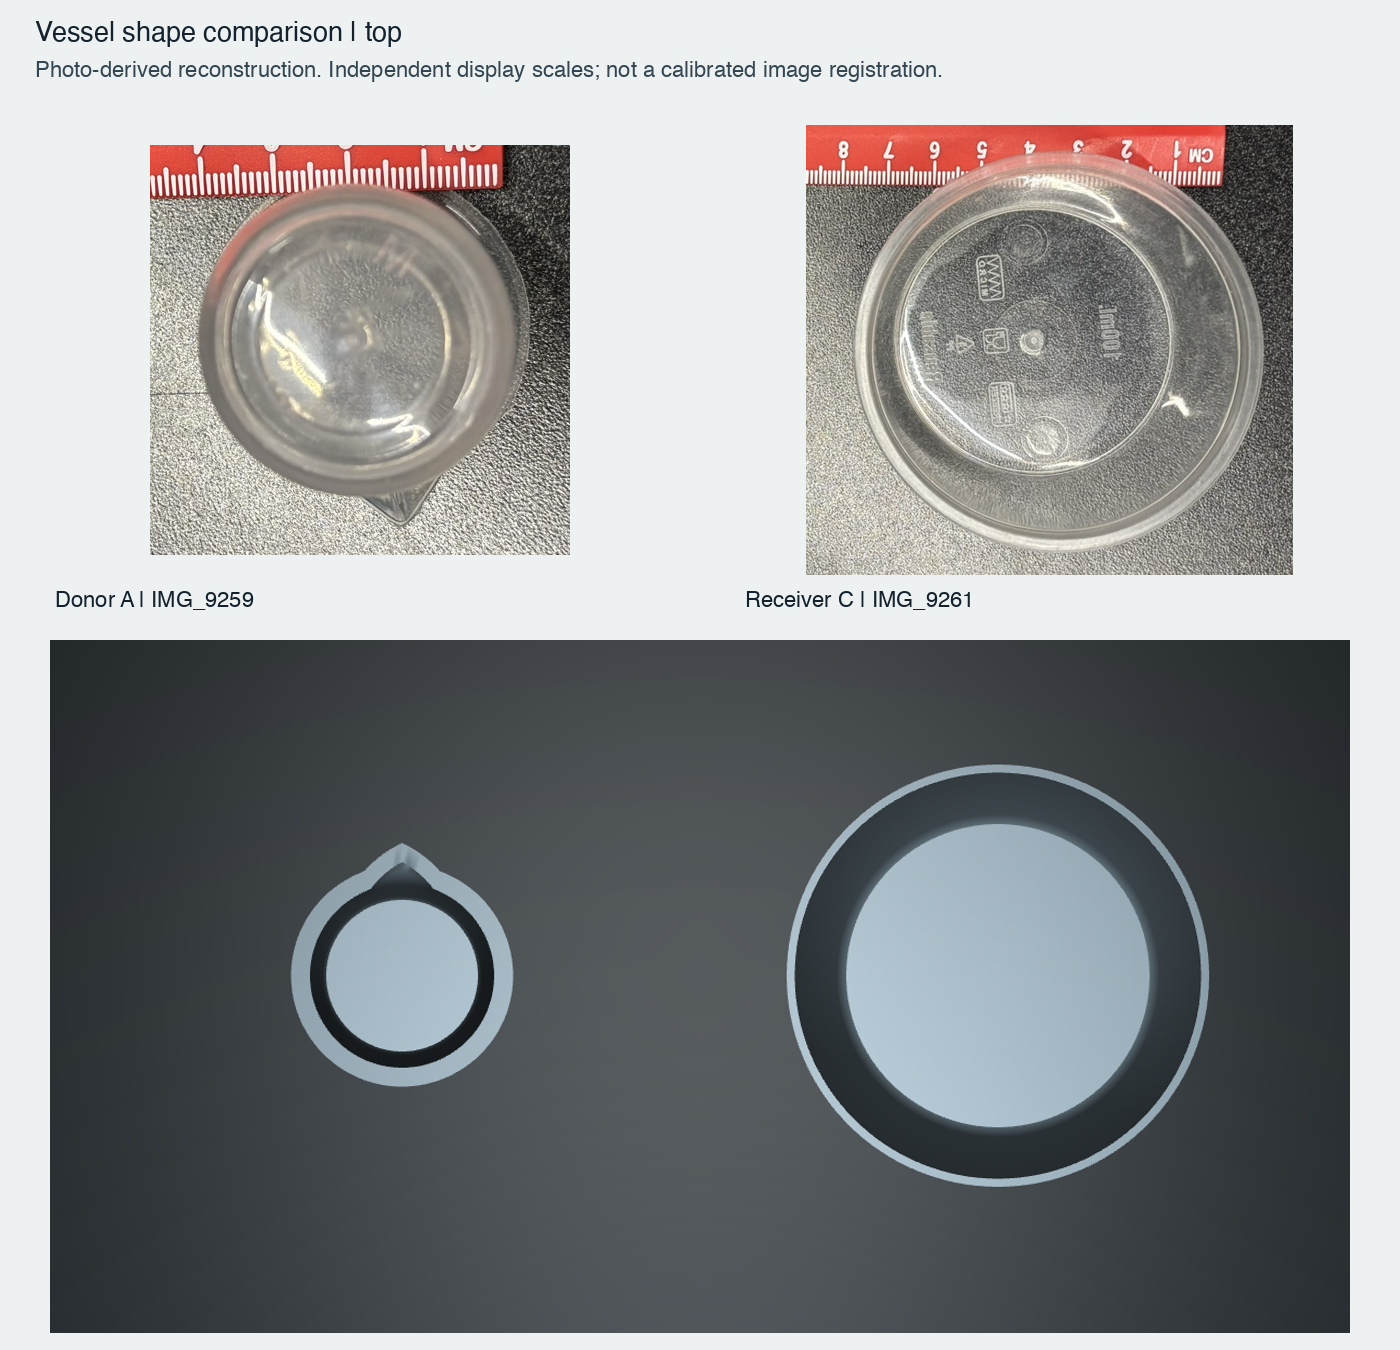 Vessel shape comparison | top
Photo-derived reconstruction. Independent display scales; not a calibrated image registration.
CM
8 7 6 5 4 3 2 1 CM
100ml
Donor A | IMG_9259
Receiver C | IMG_9261